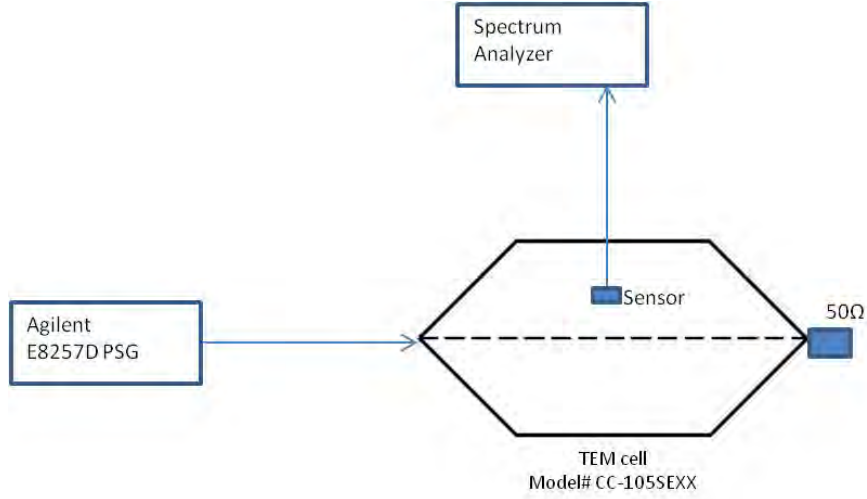 Spectrum
Analyzer
Sensor
50Ω
Agilent
E8257D PSG
TEM cell
Model# CC-105SEXX